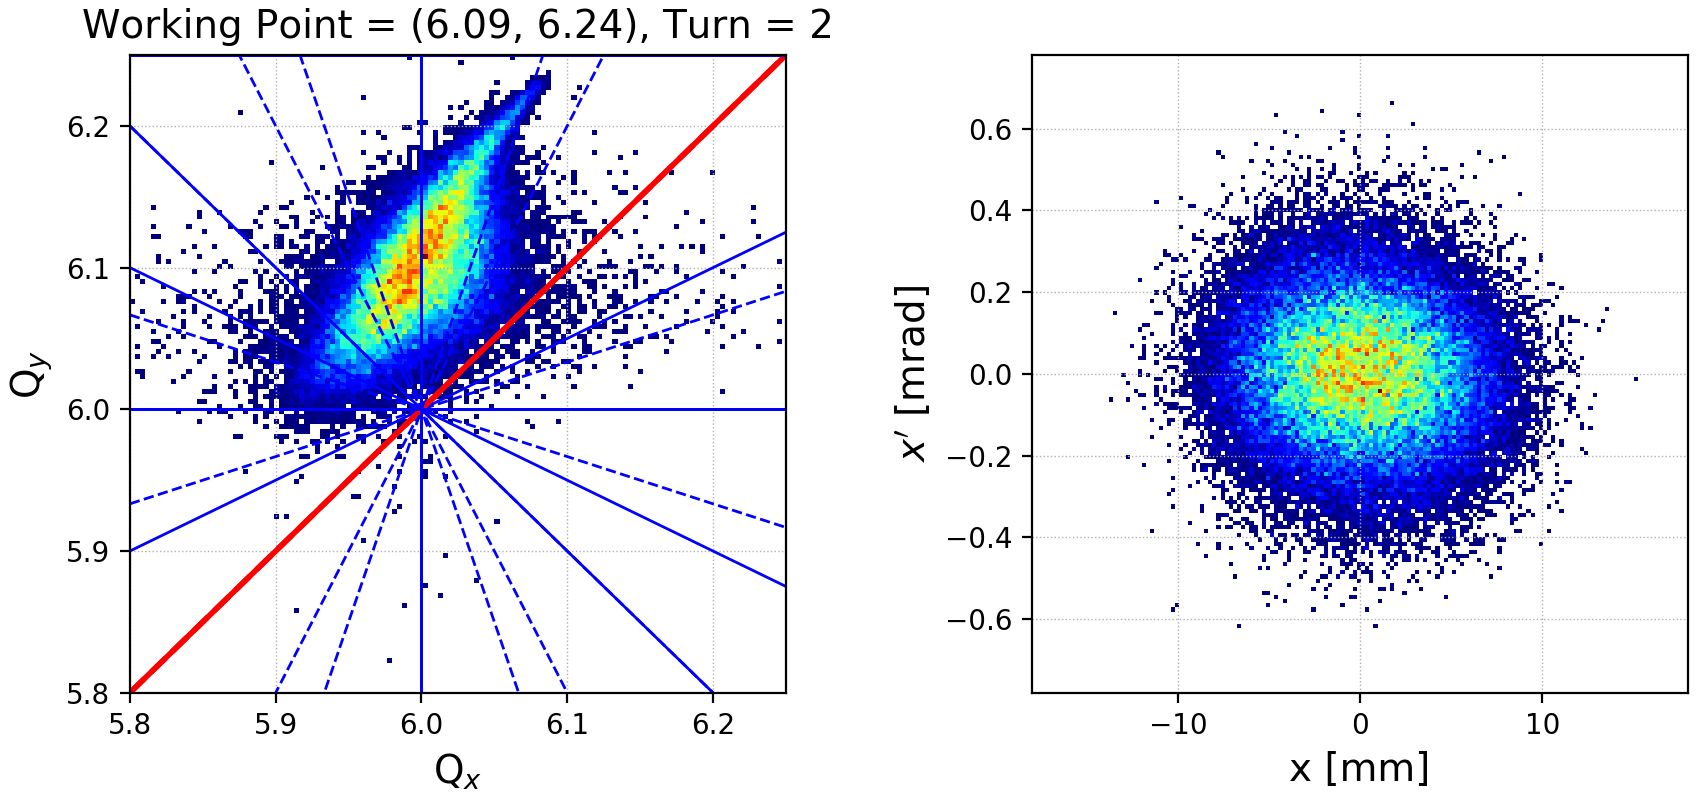 Working Point = (6.09, 6.24), Turn = 2
6.2
6.1
6.0
5.9
5.8
Q_y
5.8 5.9 6.0 6.1 6.2
Q_x
0.6
0.4
0.2
0.0
−0.2
−0.4
−0.6
x′ [mrad]
−10 0 10
x [mm]